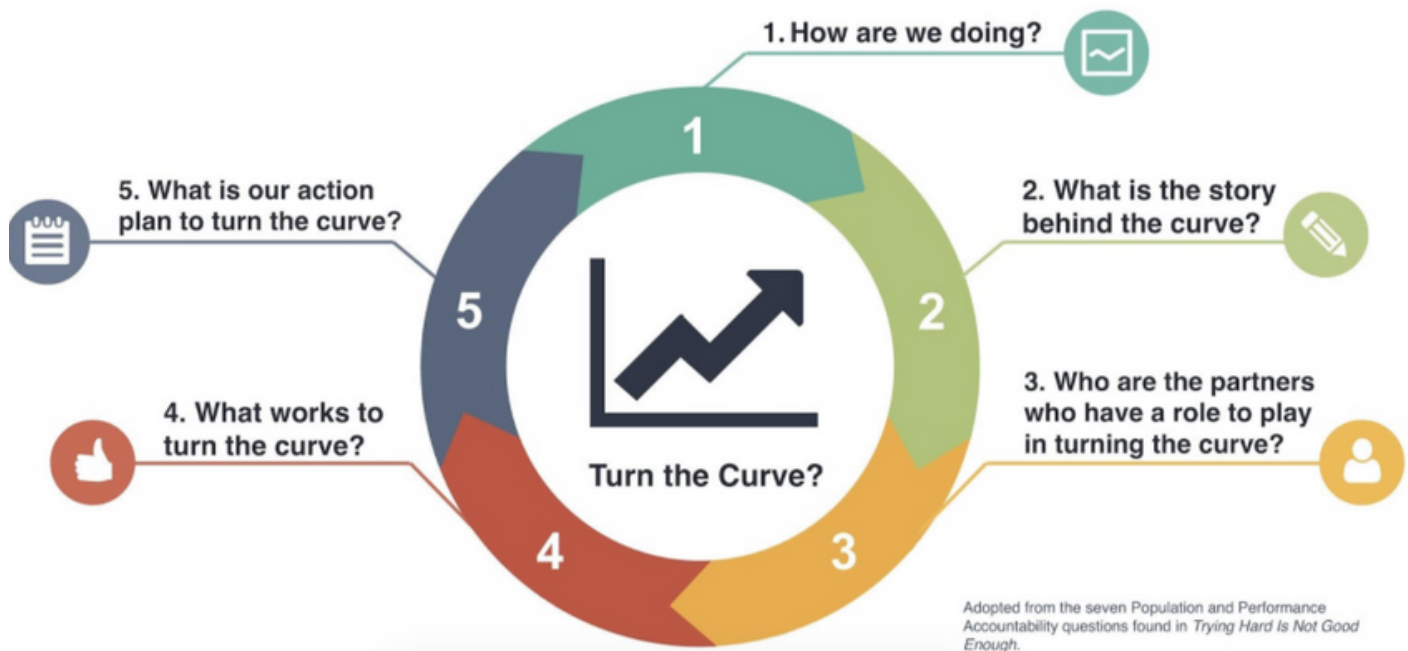 1. How are we doing?
1
5. What is our action
plan to turn the curve?
2. What is the story
behind the curve?
5
2
3. Who are the partners
who have a role to play
in turning the curve?
4. What works to
turn the curve?
Turn the Curve?
4
3
Adopted from the seven Population and Performance
Accountability questions found in Trying Hard Is Not Good
Enough.